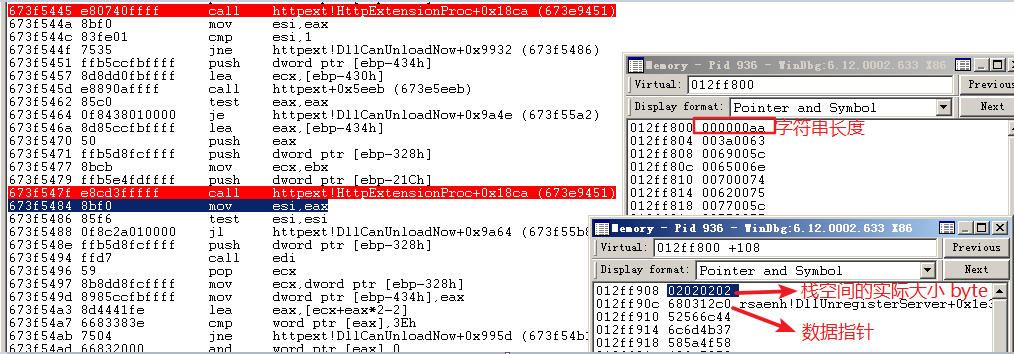 673f5445 e80740ffff call httpext!HttpExtensionProc+0x18ca (673e9451)
673f544a 8bf0 mov esi,eax
673f544c 83fe01 cmp esi,1
673f544f 7535 jne httpext!DllCanUnloadNow+0x9932 (673f5486)
673f5451 ffb5ccfbffff push dword ptr [ebp-434h]
673f5457 8d8dd0fbffff lea ecx,[ebp-430h]
673f545d e8890affff call httpext+0x5eeb (673e5eeb)
673f5462 85c0 test eax,eax
673f5464 0f8438010000 je httpext!DllCanUnloadNow+0x9a4e (673f55a2)
673f546a 8d85ccfbffff lea eax,[ebp-434h]
673f5470 50 push eax
673f5471 ffb5d8fcffff push dword ptr [ebp-328h]
673f5477 8bcb mov ecx,ebx
673f5479 ffb5e4fdffff push dword ptr [ebp-21Ch]
673f547f e8cd3fffff call httpext!HttpExtensionProc+0x18ca (673e9451)
673f5484 8bf0 mov esi,eax
673f5486 85f6 test esi,esi
673f5488 0f8c2a010000 jl httpext!DllCanUnloadNow+0x9a64 (673f55b8
673f548e ffb5d8fcffff push dword ptr [ebp-328h]
673f5494 ffd7 call edi
673f5496 59 pop ecx
673f5497 8b8dd8fcffff mov ecx,dword ptr [ebp-328h]
673f549d 8985ccfbffff mov dword ptr [ebp-434h],eax
673f54a3 8d4441fe lea eax,[ecx+eax*2-2]
673f54a7 6683383e cmp word ptr [eax],3Eh
673f54ab 7504 jne httpext!DllCanUnloadNow+0x995d (673f54b1
673f54ad 66832000 and word ptr [eax],0
Memory - Pid 936 - WinDbg:6.12.0002.633 X86
Virtual: 012ff800
Previous
Display format: Pointer and Symbol
Next
012ff800 000000aa 字符串长度
012ff804 003a0063
012ff808 0069005c
012ff80c 0065006e
012ff810 00700074
012ff814 00620075
012ff818 0077005c
Memory - Pid 936 - WinDbg:6.12.0002.633 X86
Virtual: 012ff800 +108
Previous
Display format: Pointer and Symbol
Next
012ff908 02020202 栈空间的实际大小 byte
012ff90c 680312c0 rsaenh!DllUnregisterServer+0x1e3
012ff910 52566c44
数据指针
012ff914 6c6d4b37
012ff918 585a4f58